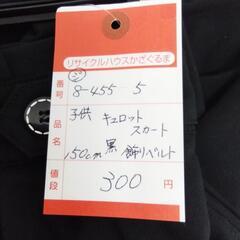 リサイクルハウスかざぐるま
番号 8-455 5
品名 子供 キュロット
スカート
150cm 黒 飾りベルト
値段 300 円